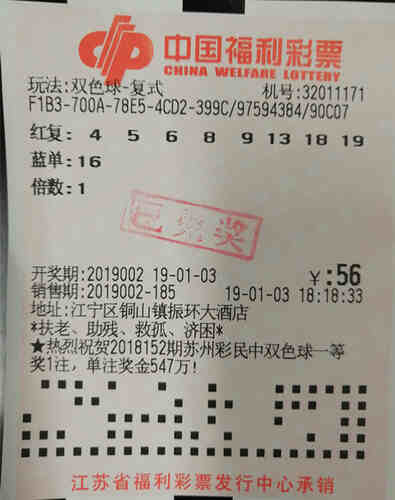 中国福利彩票
CHINA WELFARE LOTTERY
玩法:双色球-复式 机号:32011171
F1B3-700A-78E5-4CD2-399C/97594384/90C07
红复: 4 5 6 8 9 13 18 19
蓝单:16
倍数:1
已兑奖
开奖期:2019002 19-01-03 ¥:56
销售期:2019002-185 19-01-03 18:18:33
地址:江宁区铜山镇振环大酒店
*扶老、助残、救孤、济困*
★热烈祝贺2018152期苏州彩民中双色球一等
奖1注,单注奖金547万!
江苏省福利彩票发行中心承销